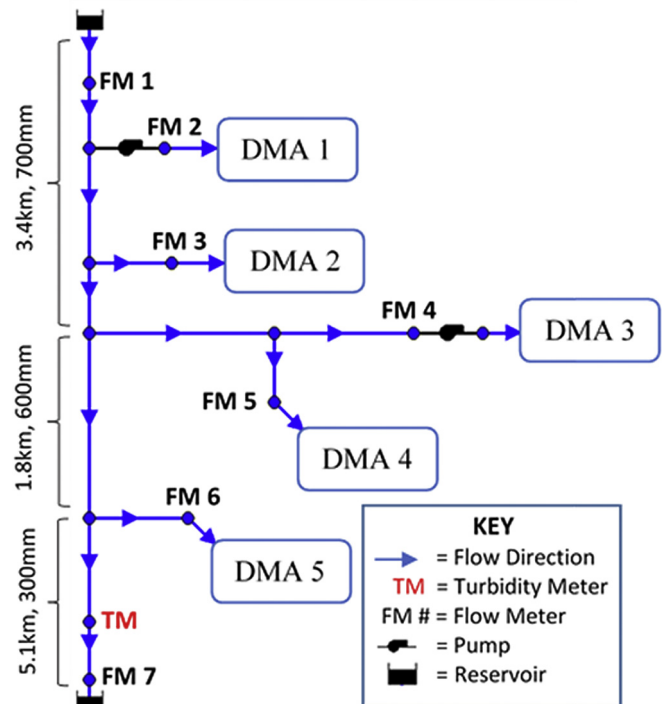 FM 1
FM 2
DMA 1
3.4km, 700mm
FM 3
DMA 2
FM 4
DMA 3
FM 5
DMA 4
1.8km, 600mm
FM 6
DMA 5
5.1km, 300mm
TM
FM 7
KEY
= Flow Direction
TM = Turbidity Meter
FM # = Flow Meter
= Pump
= Reservoir